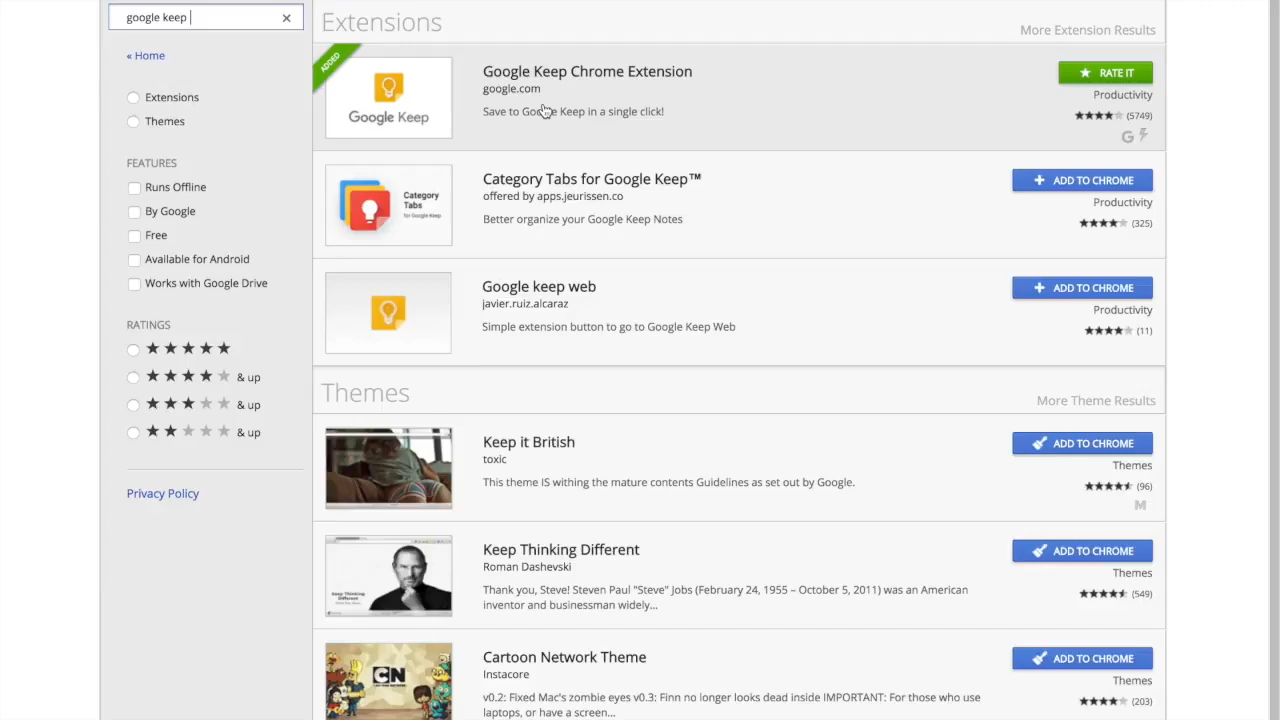 google keep
« Home
Extensions
Themes
FEATURES
Runs Offline
By Google
Free
Available for Android
Works with Google Drive
RATINGS
& up
& up
& up
Privacy Policy
Extensions
More Extension Results
ADDED
Google Keep
Google Keep Chrome Extension
google.com
Save to Google Keep in a single click!
RATE IT
Productivity
(5749)
Category
Tabs
for Google Keep
Category Tabs for Google Keep™
offered by apps.jeurissen.co
Better organize your Google Keep Notes
ADD TO CHROME
Productivity
(325)
Google keep web
javier.ruiz.alcaraz
Simple extension button to go to Google Keep Web
ADD TO CHROME
Productivity
(11)
Themes
More Theme Results
Keep it British
toxic
This theme IS withing the mature contents Guidelines as set out by Google.
ADD TO CHROME
Themes
(96)
M
Keep Thinking
Different
Keep Thinking Different
Roman Dashevski
Thank you, Steve! Steven Paul "Steve" Jobs (February 24, 1955 – October 5, 2011) was an American
inventor and businessman widely...
ADD TO CHROME
Themes
(549)
CN
Cartoon Network Theme
Instacore
v0.2: Fixed Mac's zombie eyes v0.3: Finn no longer looks dead inside IMPORTANT: For those who use
laptops, or have a screen...
ADD TO CHROME
Themes
(203)